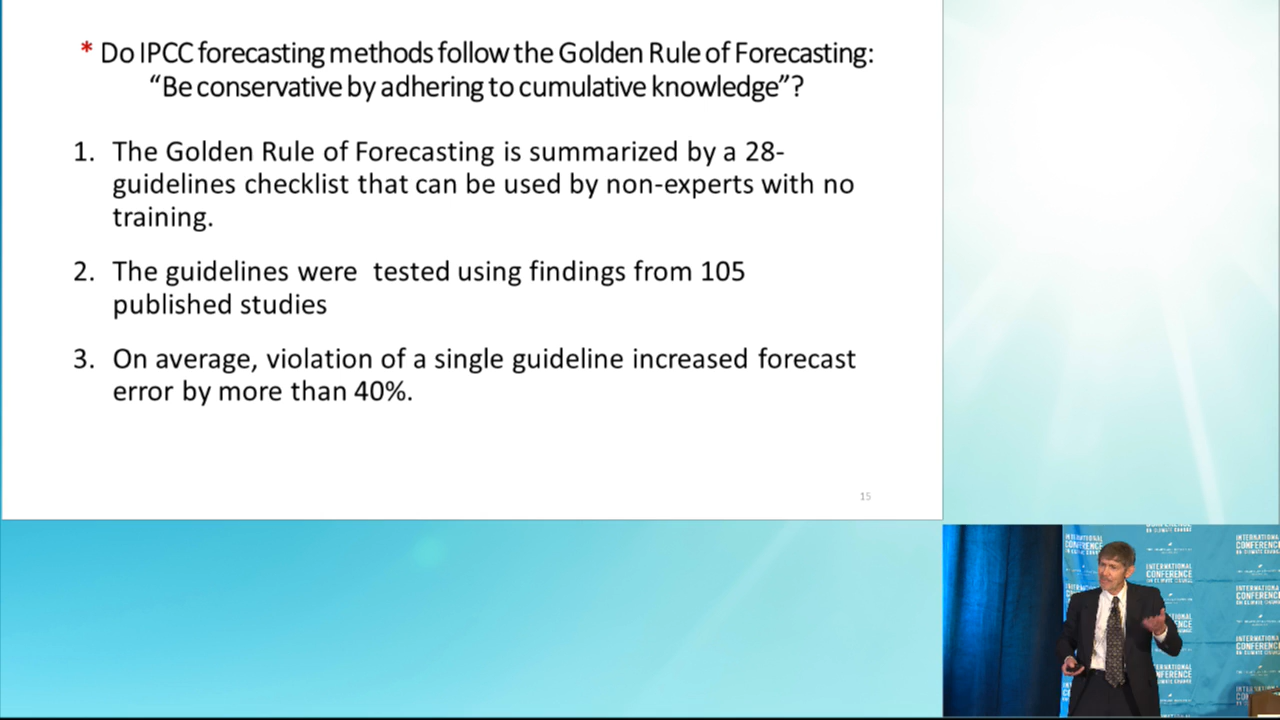 * Do IPCC forecasting methods follow the Golden Rule of Forecasting:
“Be conservative by adhering to cumulative knowledge”?
1. The Golden Rule of Forecasting is summarized by a 28-
guidelines checklist that can be used by non-experts with no
training.
2. The guidelines were tested using findings from 105
published studies
3. On average, violation of a single guideline increased forecast
error by more than 40%.
15
INTERNATIONAL
CONFERENCE
ON CLIMATE CHANGE